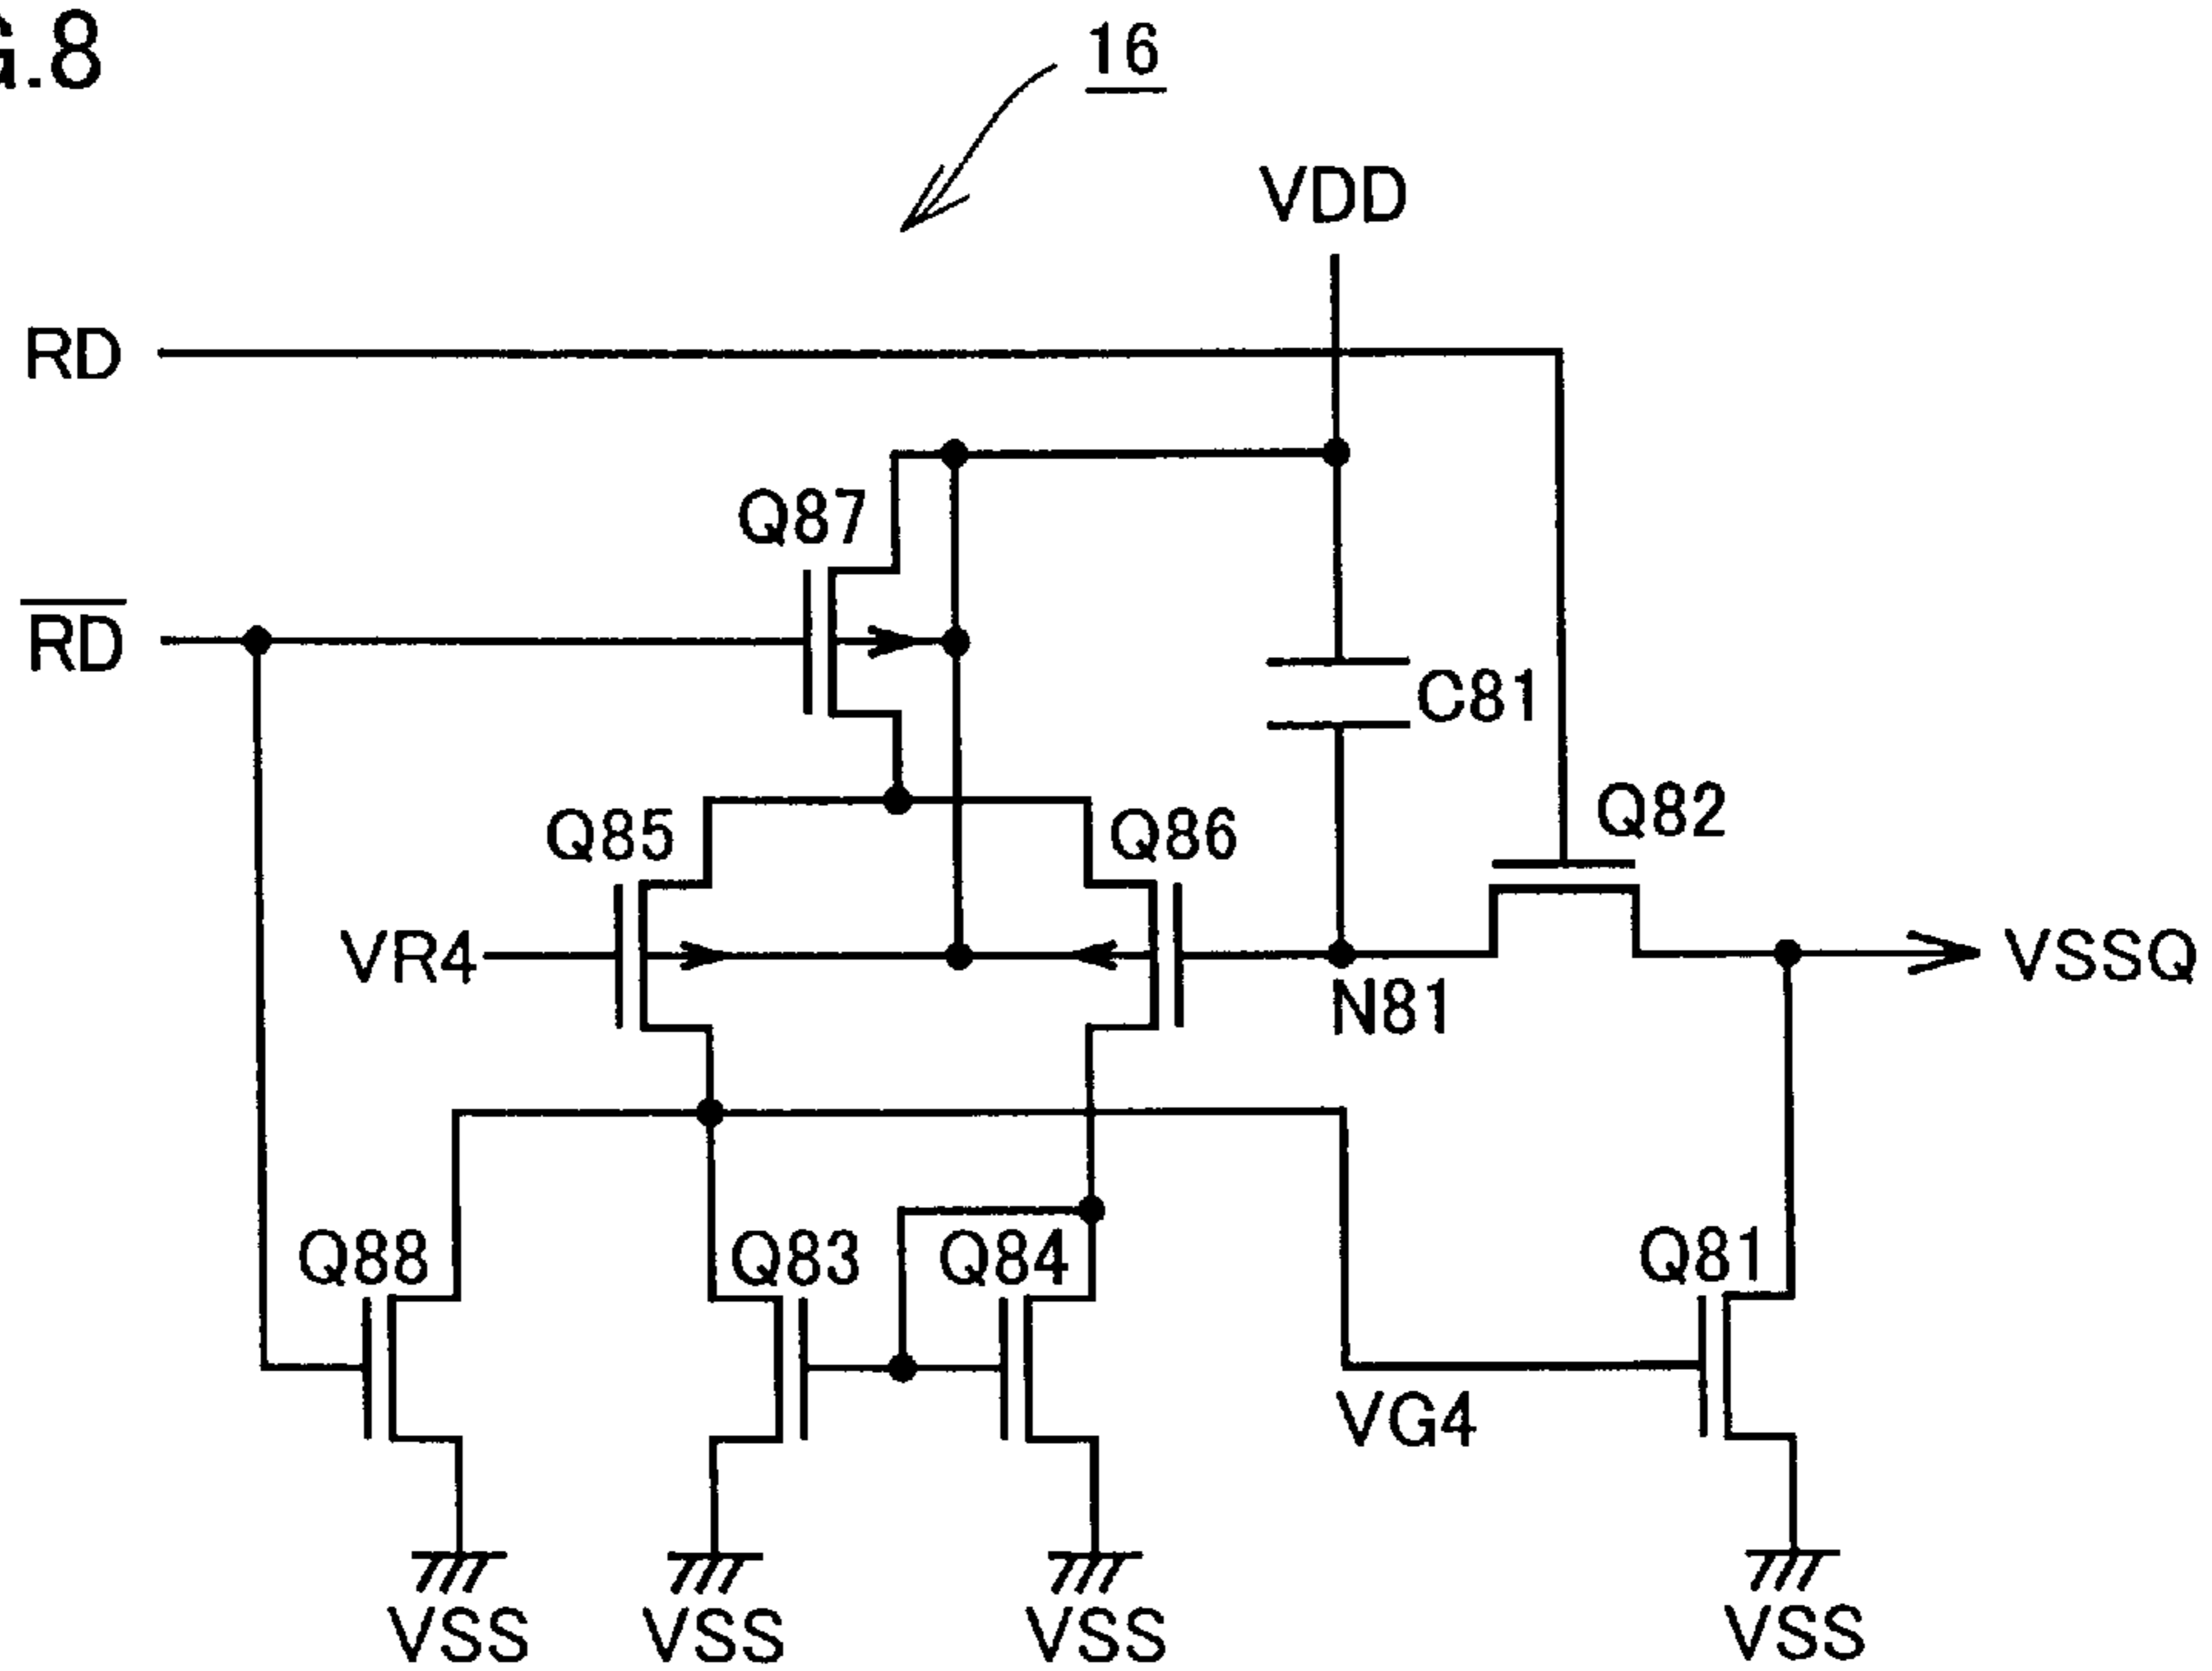 G.8
16
VDD
RD
Q87
R̅D̅
C81
Q85
Q86
Q82
VR4
N81
VSSQ
Q88
Q83
Q84
Q81
VG4
VSS
VSS
VSS
VSS